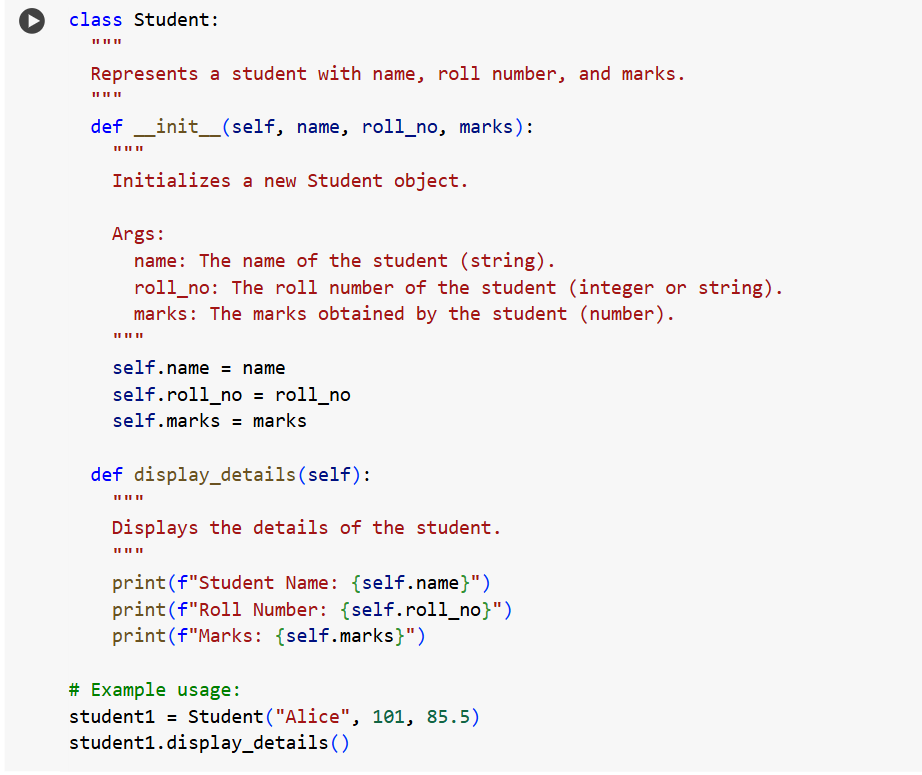 class Student:
  """
  Represents a student with name, roll number, and marks.
  """
  def __init__(self, name, roll_no, marks):
    """
    Initializes a new Student object.

    Args:
      name: The name of the student (string).
      roll_no: The roll number of the student (integer or string).
      marks: The marks obtained by the student (number).
    """
    self.name = name
    self.roll_no = roll_no
    self.marks = marks

  def display_details(self):
    """
    Displays the details of the student.
    """
    print(f"Student Name: {self.name}")
    print(f"Roll Number: {self.roll_no}")
    print(f"Marks: {self.marks}")

# Example usage:
student1 = Student("Alice", 101, 85.5)
student1.display_details()